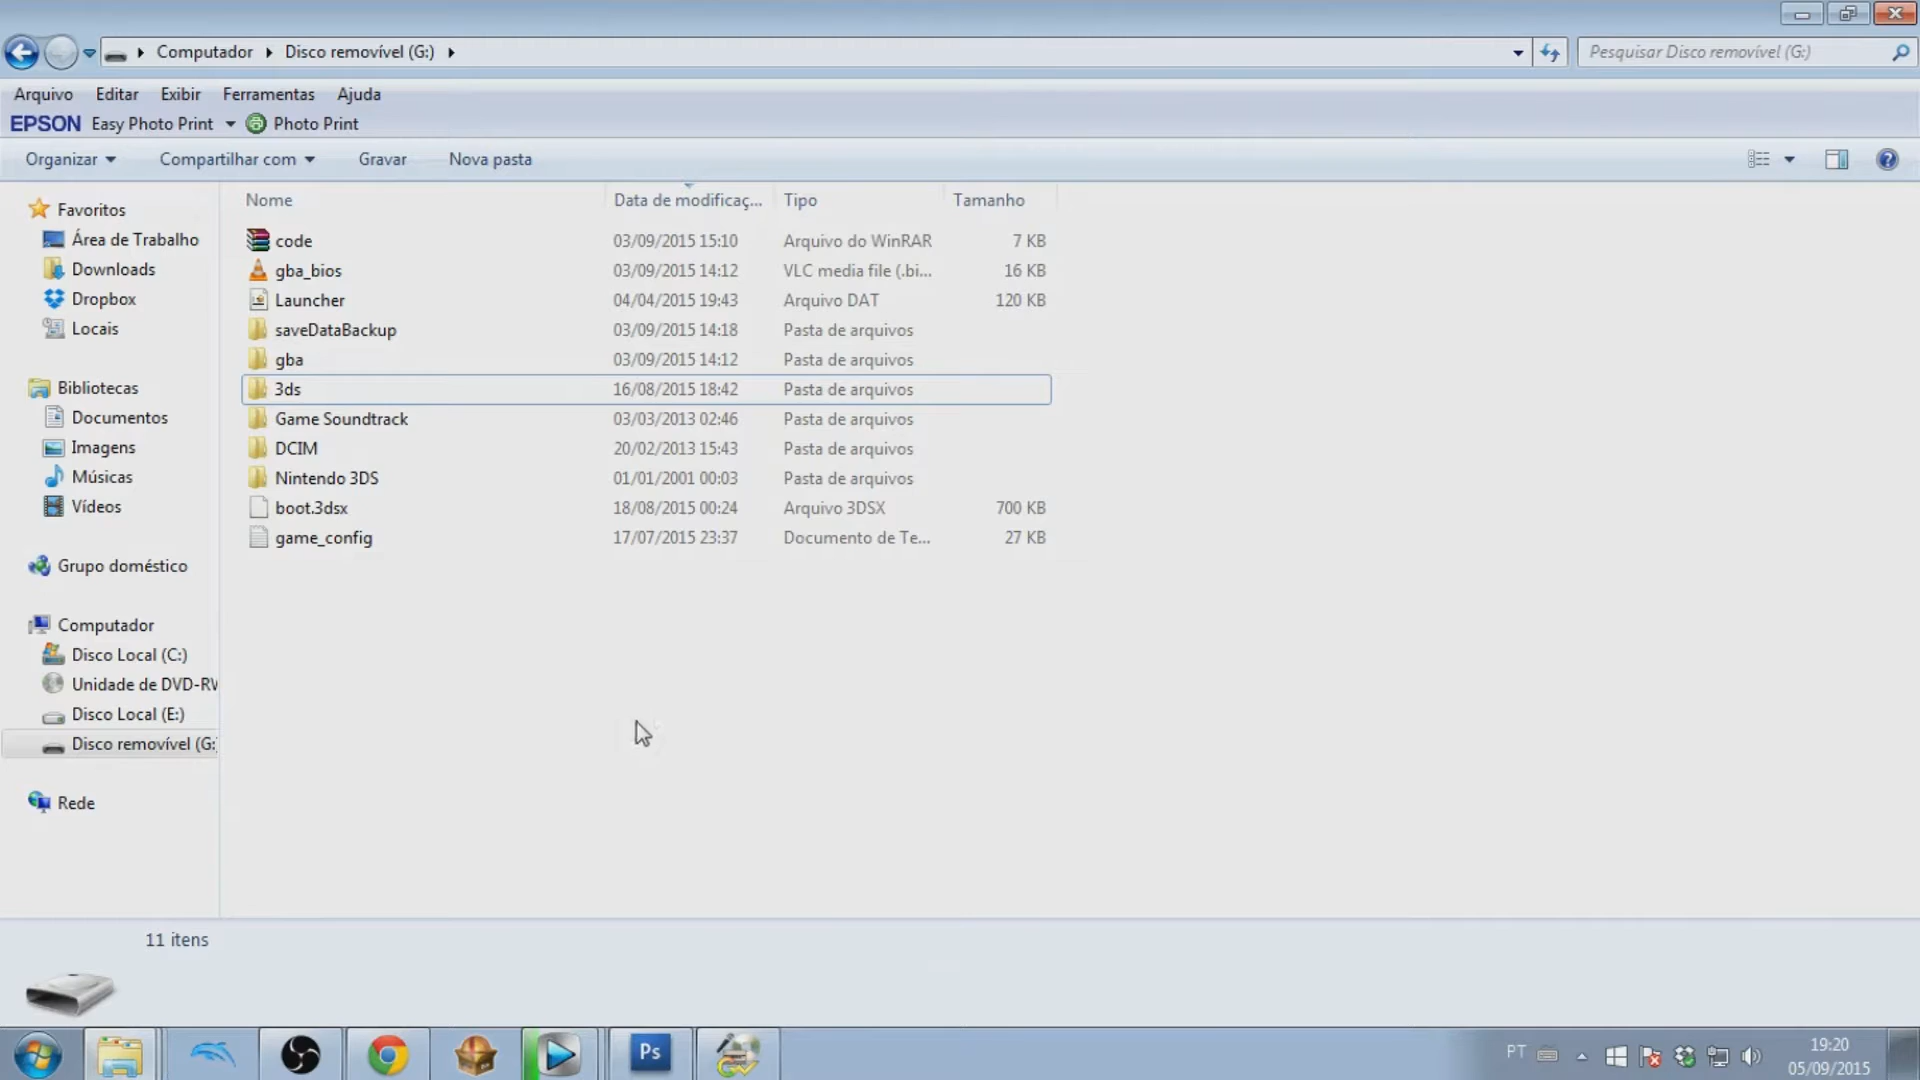 Computador Disco removível (G:)
Pesquisar Disco removível (G:)
Arquivo Editar Exibir Ferramentas Ajuda
EPSON Easy Photo Print Photo Print
Organizar Compartilhar com Gravar Nova pasta
Nome Data de modificaç... Tipo Tamanho
Favoritos
Área de Trabalho
Downloads
Dropbox
Locais
Bibliotecas
Documentos
Imagens
Músicas
Vídeos
Grupo doméstico
Computador
Disco Local (C:)
Unidade de DVD-RW
Disco Local (E:)
Disco removível (G:
Rede
code 03/09/2015 15:10 Arquivo do WinRAR 7 KB
gba_bios 03/09/2015 14:12 VLC media file (.bi... 16 KB
Launcher 04/04/2015 19:43 Arquivo DAT 120 KB
saveDataBackup 03/09/2015 14:18 Pasta de arquivos
gba 03/09/2015 14:12 Pasta de arquivos
3ds 16/08/2015 18:42 Pasta de arquivos
Game Soundtrack 03/03/2013 02:46 Pasta de arquivos
DCIM 20/02/2013 15:43 Pasta de arquivos
Nintendo 3DS 01/01/2001 00:03 Pasta de arquivos
boot.3dsx 18/08/2015 00:24 Arquivo 3DSX 700 KB
game_config 17/07/2015 23:37 Documento de Te... 27 KB
11 itens
Ps
PT
19:20
05/09/2015